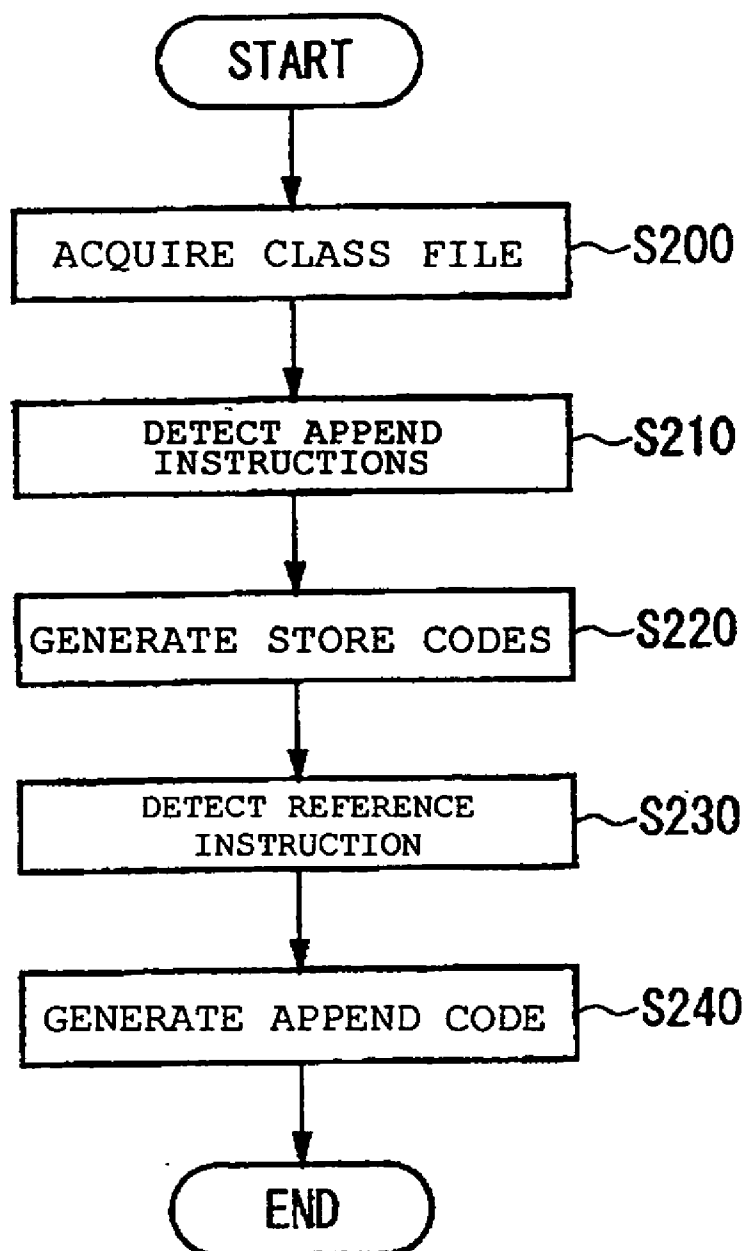 START
ACQUIRE CLASS FILE
S200
DETECT APPEND
INSTRUCTIONS
S210
GENERATE STORE CODES
S220
DETECT REFERENCE
INSTRUCTION
S230
GENERATE APPEND CODE
S240
END